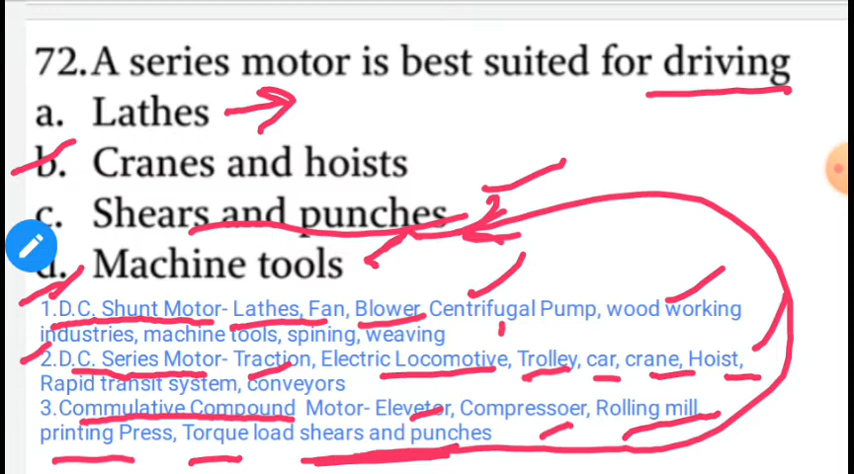 72.A series motor is best suited for driving
a. Lathes
b. Cranes and hoists
c. Shears and punches
d. Machine tools
1.D.C. Shunt Motor- Lathes, Fan, Blower, Centrifugal Pump, wood working
industries, machine tools, spining, weaving
2.D.C. Series Motor- Traction, Electric Locomotive, Trolley, car, crane, Hoist,
Rapid transit system, conveyors
3.Commulative Compound Motor- Elevetor, Compressoer, Rolling mill,
printing Press, Torque load shears and punches